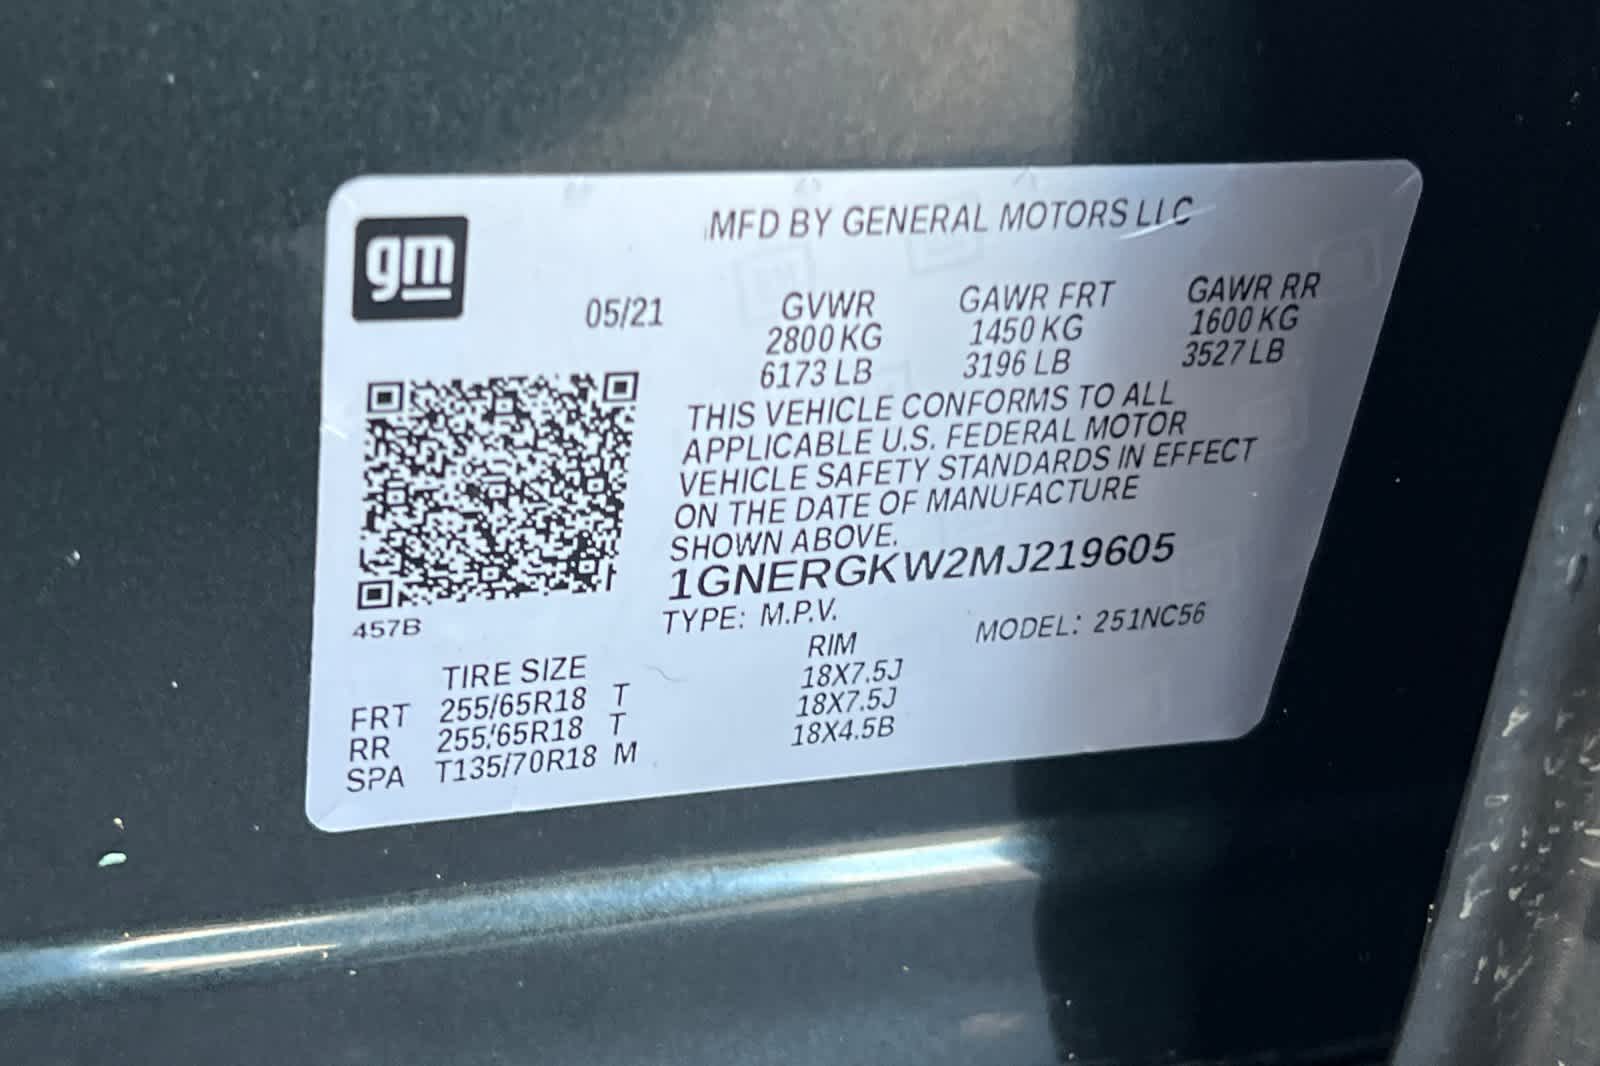 gm
MFD BY GENERAL MOTORS LLC
05/21 GVWR GAWR FRT GAWR RR
2800 KG 1450 KG 1600 KG
6173 LB 3196 LB 3527 LB
THIS VEHICLE CONFORMS TO ALL
APPLICABLE U.S. FEDERAL MOTOR
VEHICLE SAFETY STANDARDS IN EFFECT
ON THE DATE OF MANUFACTURE
SHOWN ABOVE.
1GNERGKW2MJ219605
457B
TYPE: M.P.V. MODEL: 251NC56
TIRE SIZE RIM
FRT 255/65R18 T 18X7.5J
RR 255/65R18 T 18X7.5J
SPA T135/70R18 M 18X4.5B